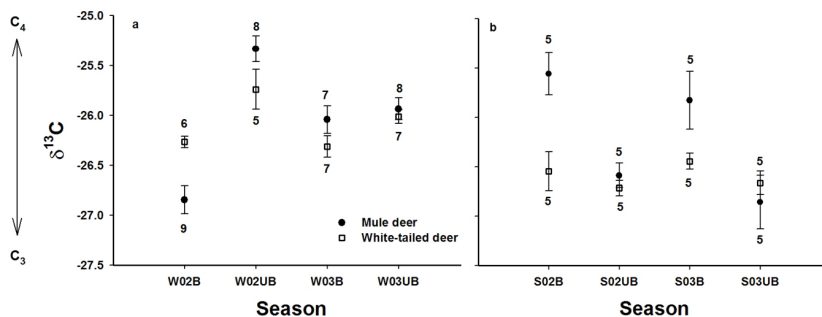 C4
C3
δ13C
-25.0
-25.5
-26.0
-26.5
-27.0
-27.5
a
6
9
8
5
7
7
8
7
Mule deer
White-tailed deer
W02B W02UB W03B W03UB
Season
b
5
5
5
5
5
5
5
5
S02B S02UB S03B S03UB
Season